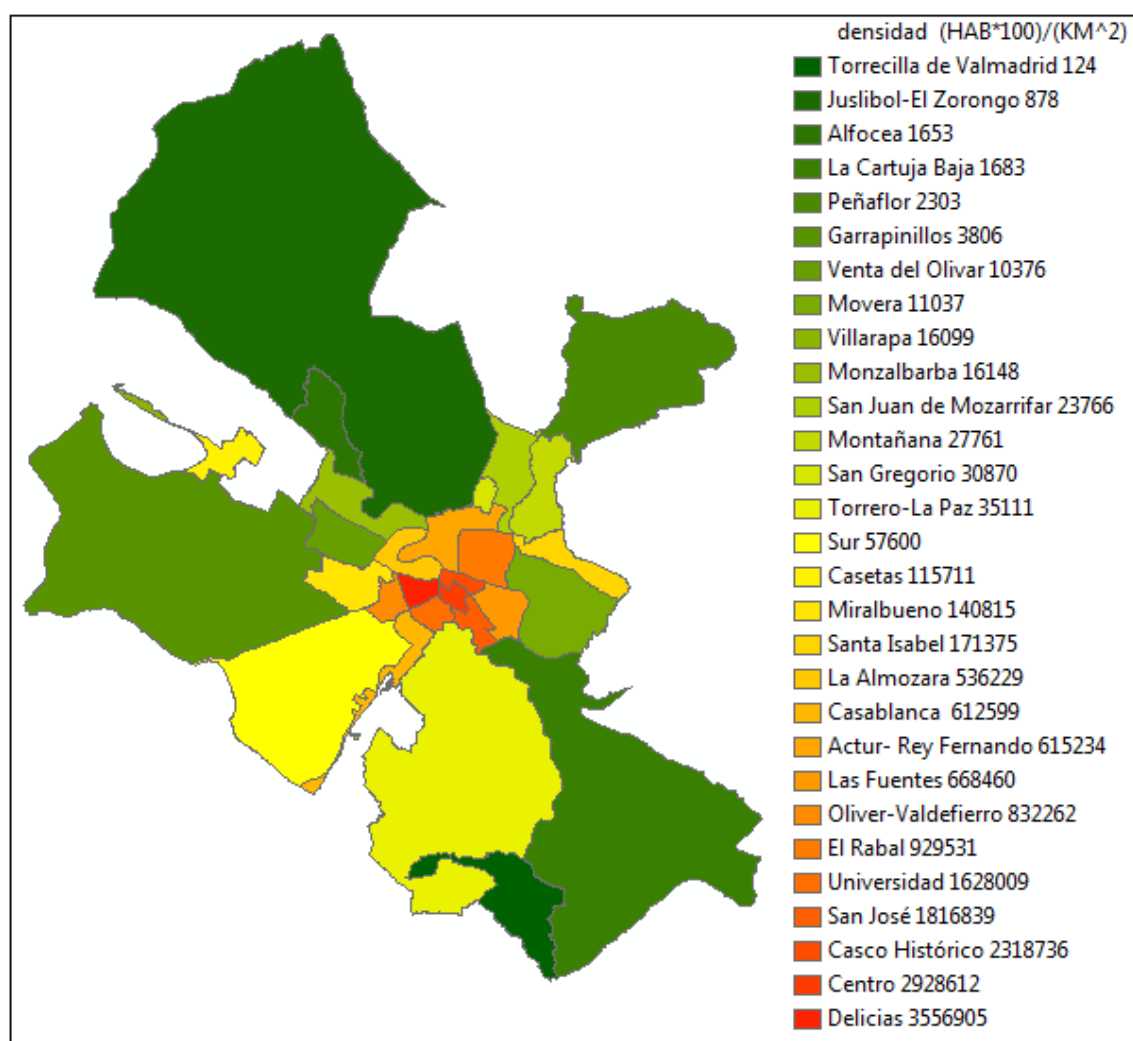 densidad (HAB*100)/(KM^2)
Torrecilla de Valmadrid 124
Juslibol-El Zorongo 878
Alfocea 1653
La Cartuja Baja 1683
Peñaflor 2303
Garrapinillos 3806
Venta del Olivar 10376
Movera 11037
Villarapa 16099
Monzalbarba 16148
San Juan de Mozarrifar 23766
Montañana 27761
San Gregorio 30870
Torrero-La Paz 35111
Sur 57600
Casetas 115711
Miralbueno 140815
Santa Isabel 171375
La Almozara 536229
Casablanca 612599
Actur- Rey Fernando 615234
Las Fuentes 668460
Oliver-Valdefierro 832262
El Rabal 929531
Universidad 1628009
San José 1816839
Casco Histórico 2318736
Centro 2928612
Delicias 3556905